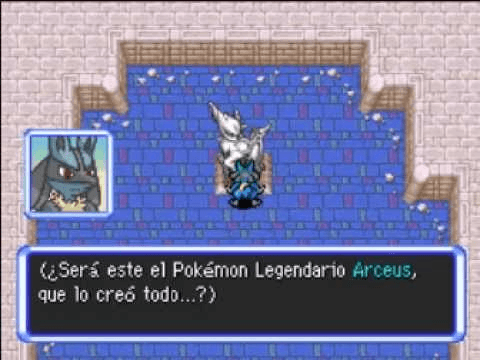 (¿Será este el Pokémon Legendario Arceus,
que lo creó todo...?)